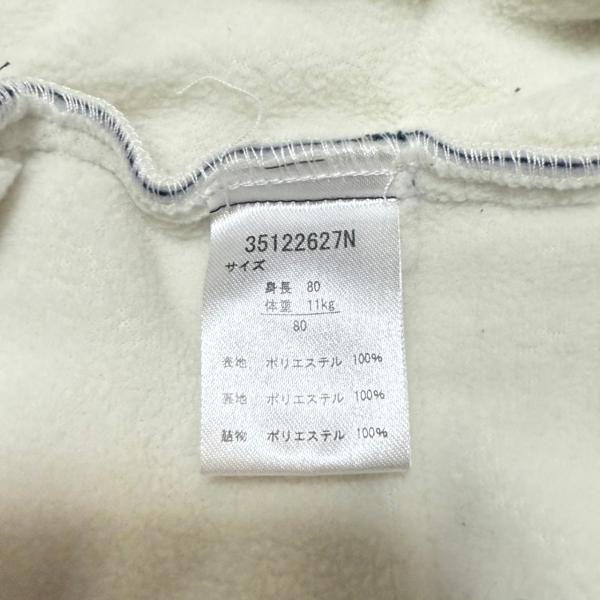 35122627N
サイズ
身長 80
体重 11kg
80
表地 ポリエステル 100%
裏地 ポリエステル 100%
詰物 ポリエステル 100%